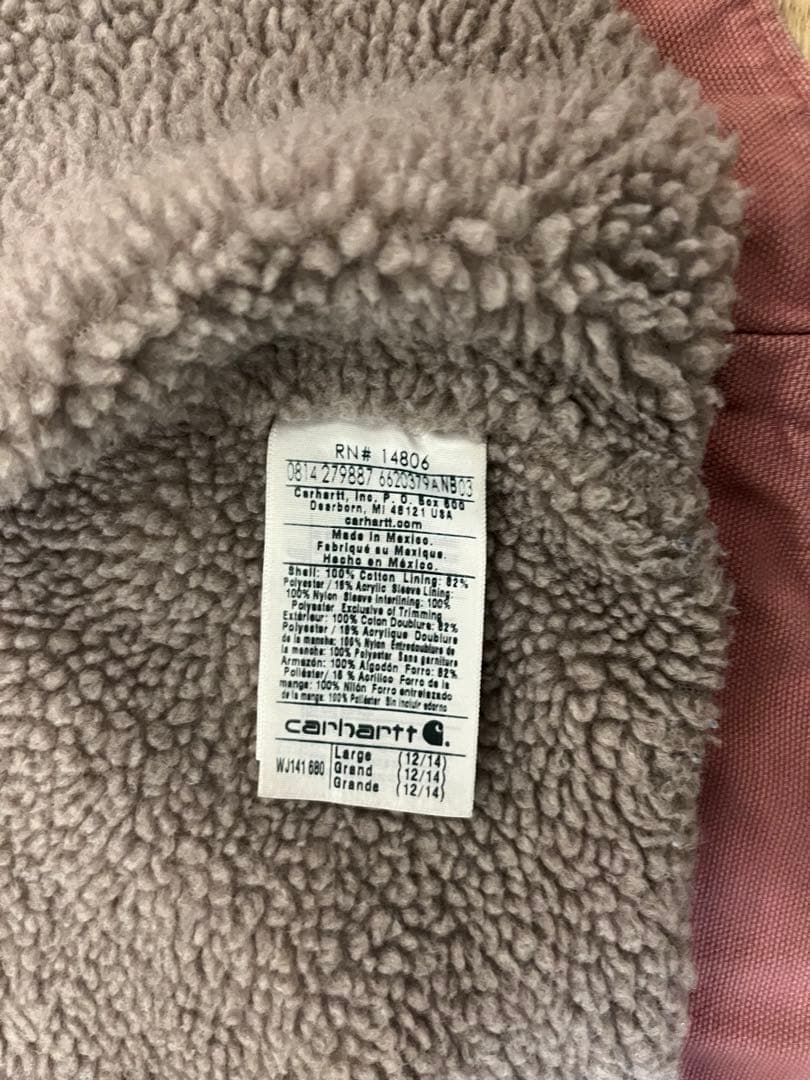 RN# 14806
0814 279887 6620379ANB03
Carhartt, Inc. P. O. Box 600
Dearborn, MI 48121 USA
carhartt.com
Made in Mexico.
Fabriqué au Mexique.
Hecho en México.
Shell: 100% Cotton Lining: 82%
Polyester / 18% Acrylic Sleeve Lining:
100% Nylon Sleeve Interlining: 100%
Polyester Exclusive of Trimming
Extérieur: 100% Coton Doublure: 82%
Polyester / 18% Acrylique Doublure
de la manche: 100% Nylon Entredoublure de
la manche: 100% Polyester Sans garniture
Armazón: 100% Algodón Forro: 82%
Poliéster / 18 % Acrílico Forro de la
manga: 100% Nilón Forro entrelazado
de la manga: 100% Poliéster Sin incluir adorno
carhartt
WJ141 680
Large (12/14)
Grand (12/14)
Grande (12/14)